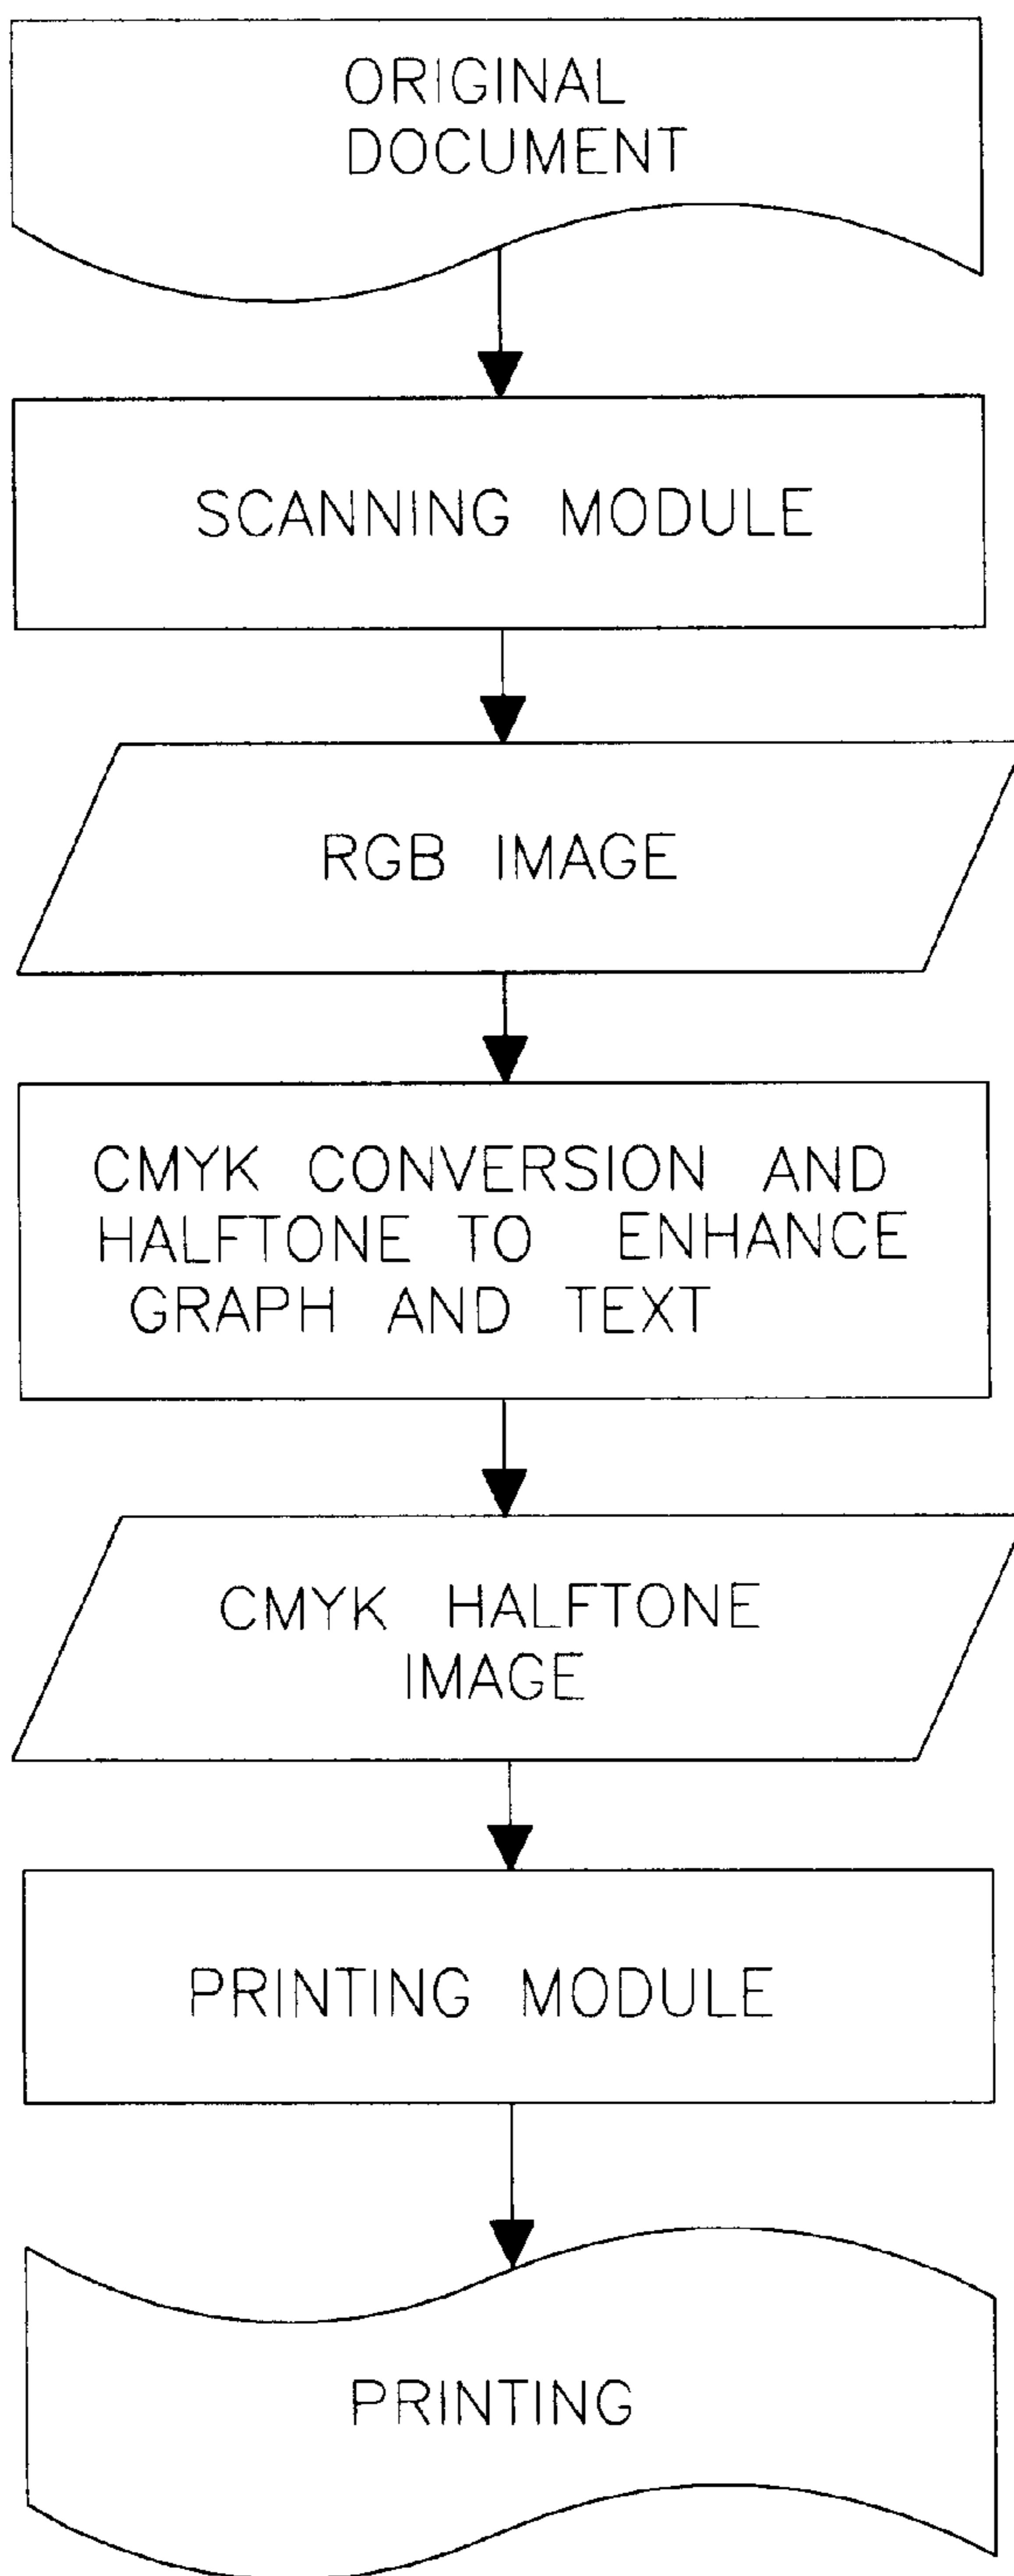 ORIGINAL
DOCUMENT
SCANNING MODULE
RGB IMAGE
CMYK CONVERSION AND
HALFTONE TO ENHANCE
GRAPH AND TEXT
CMYK HALFTONE
IMAGE
PRINTING MODULE
PRINTING